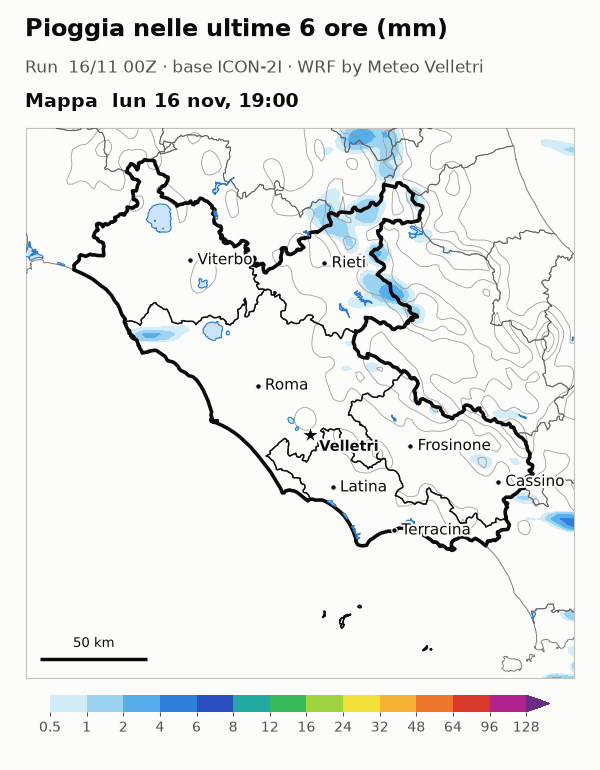 Pioggia nelle ultime 6 ore (mm)
Run 16/11 00Z · base ICON-2I · WRF by Meteo Velletri
Mappa lun 16 nov, 19:00
Viterbo
Rieti
Roma
Velletri
Frosinone
Latina
Cassino
Terracina
50 km
0.5 1 2 4 6 8 12 16 24 32 48 64 96 128